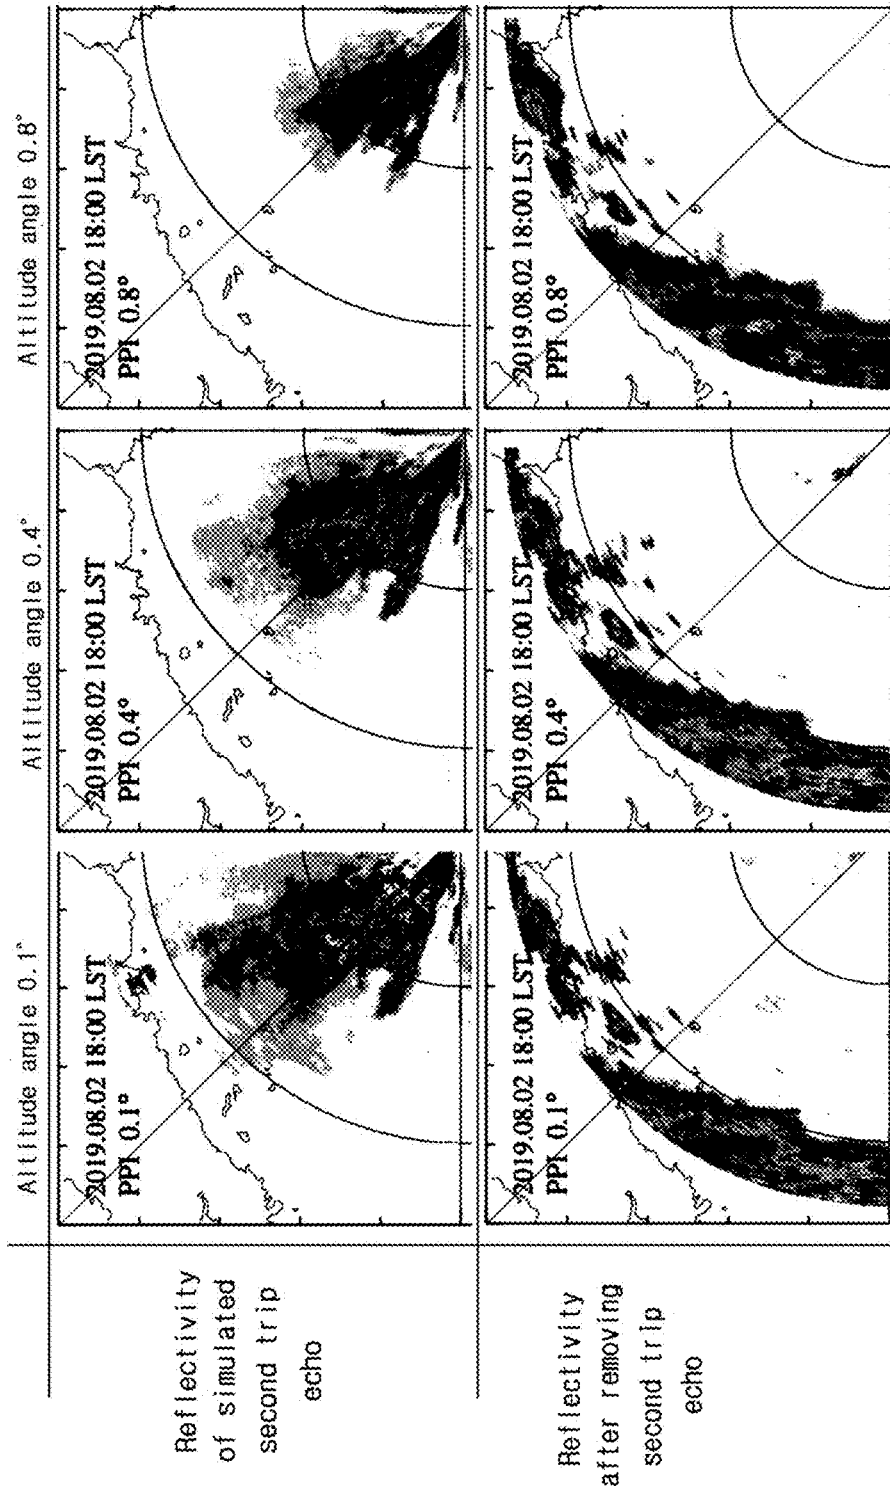 Altitude angle 0.1°
Altitude angle 0.4°
Altitude angle 0.8°
Reflectivity
of simulated
second trip
echo
2019.08.02 18:00 LST
PPI 0.1°
2019.08.02 18:00 LST
PPI 0.4°
2019.08.02 18:00 LST
PPI 0.8°
Reflectivity
after removing
second trip
echo
2019.08.02 18:00 LST
PPI 0.1°
2019.08.02 18:00 LST
PPI 0.4°
2019.08.02 18:00 LST
PPI 0.8°